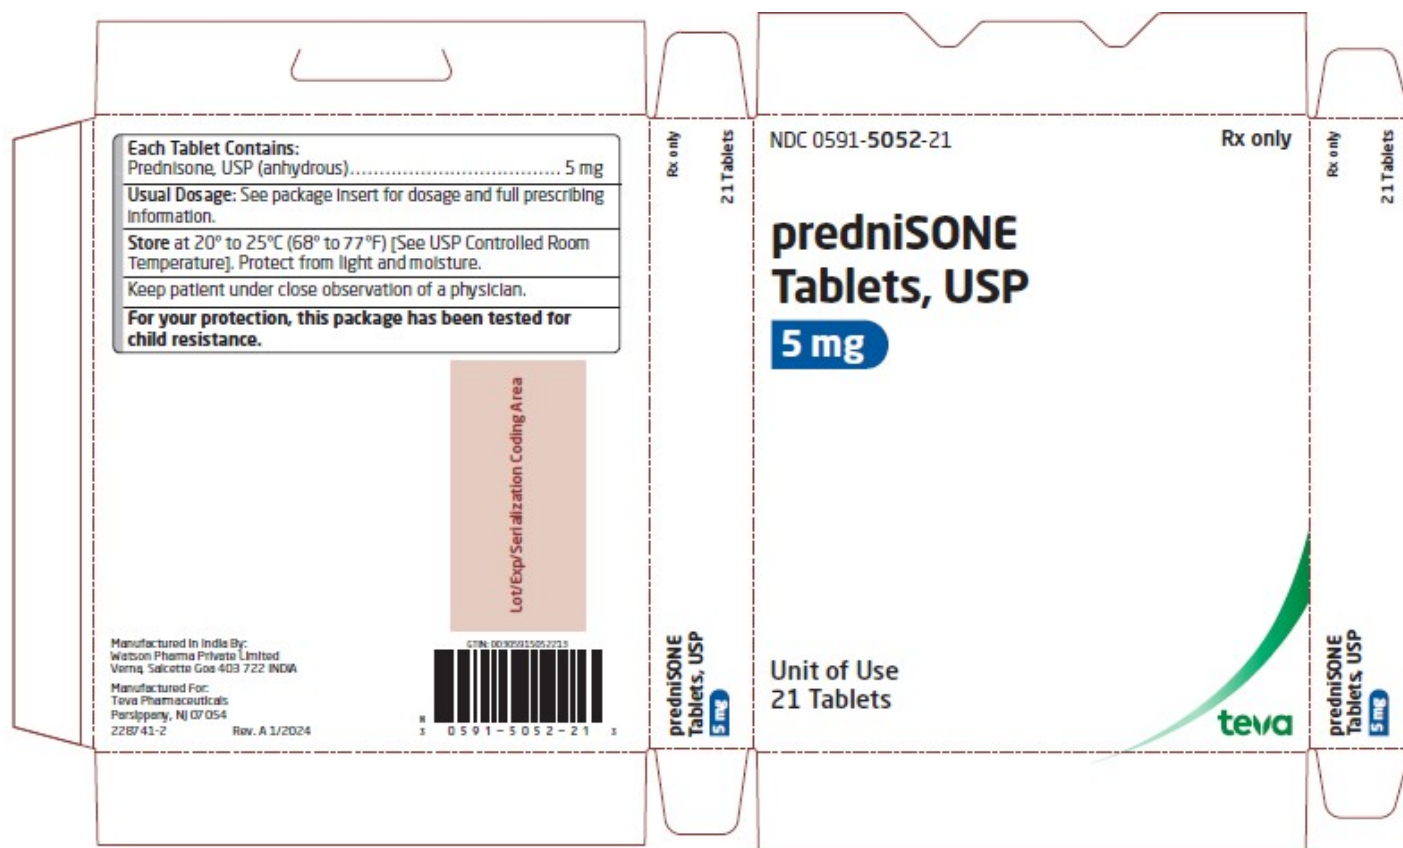 Each Tablet Contains:
Prednisone, USP (anhydrous).................................... 5 mg
Usual Dosage: See package insert for dosage and full prescribing
information.
Store at 20° to 25°C (68° to 77°F) [See USP Controlled Room
Temperature]. Protect from light and moisture.
Keep patient under close observation of a physician.
For your protection, this package has been tested for
child resistance.
Lot/Exp/Serialization Coding Area
Manufactured In India By:
Watson Pharma Private Limited
Verna, Salcette Goa 403 722 INDIA
Manufactured For:
Teva Pharmaceuticals
Parsippany, NJ 07054
228741-2 Rev. A 1/2024
GTIN: 00305915052213
N
3 0591-5052-21 3
Rx only
21 Tablets
predniSONE
Tablets, USP
5 mg
NDC 0591-5052-21 Rx only
predniSONE
Tablets, USP
5 mg
Unit of Use
21 Tablets
teva
Rx only
21 Tablets
predniSONE
Tablets, USP
5 mg